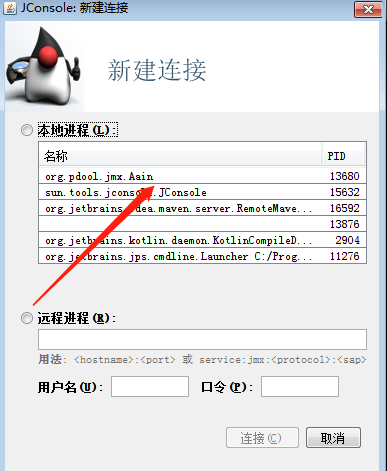 JConsole: 新建连接
新建连接
本地进程(L):
名称 PID
org.pdool.jmx.Aain 13680
sun.tools.jconsole.JConsole 15632
org.jetbrains.idea.maven.server.RemoteMave... 16592
13876
org.jetbrains.kotlin.daemon.KotlinCompileD... 2904
org.jetbrains.jps.cmdline.Launcher C:/Prog... 11276
远程进程(R):
用法: <hostname>:<port> 或 service:jmx:<protocol>:<sap>
用户名(U): 口令(P):
连接(C) 取消